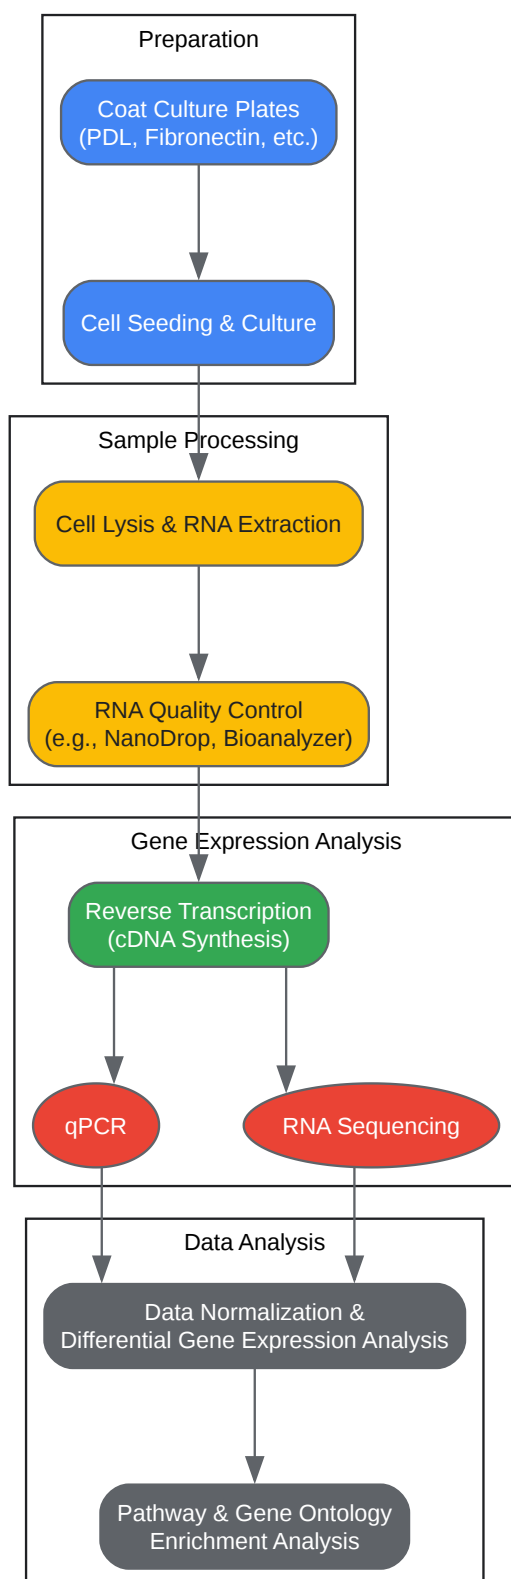 Preparation
Coat Culture Plates
(PDL, Fibronectin, etc.)
Cell Seeding & Culture
Sample Processing
Cell Lysis & RNA Extraction
RNA Quality Control
(e.g., NanoDrop, Bioanalyzer)
Gene Expression Analysis
Reverse Transcription
(cDNA Synthesis)
qPCR
RNA Sequencing
Data Analysis
Data Normalization &
Differential Gene Expression Analysis
Pathway & Gene Ontology
Enrichment Analysis